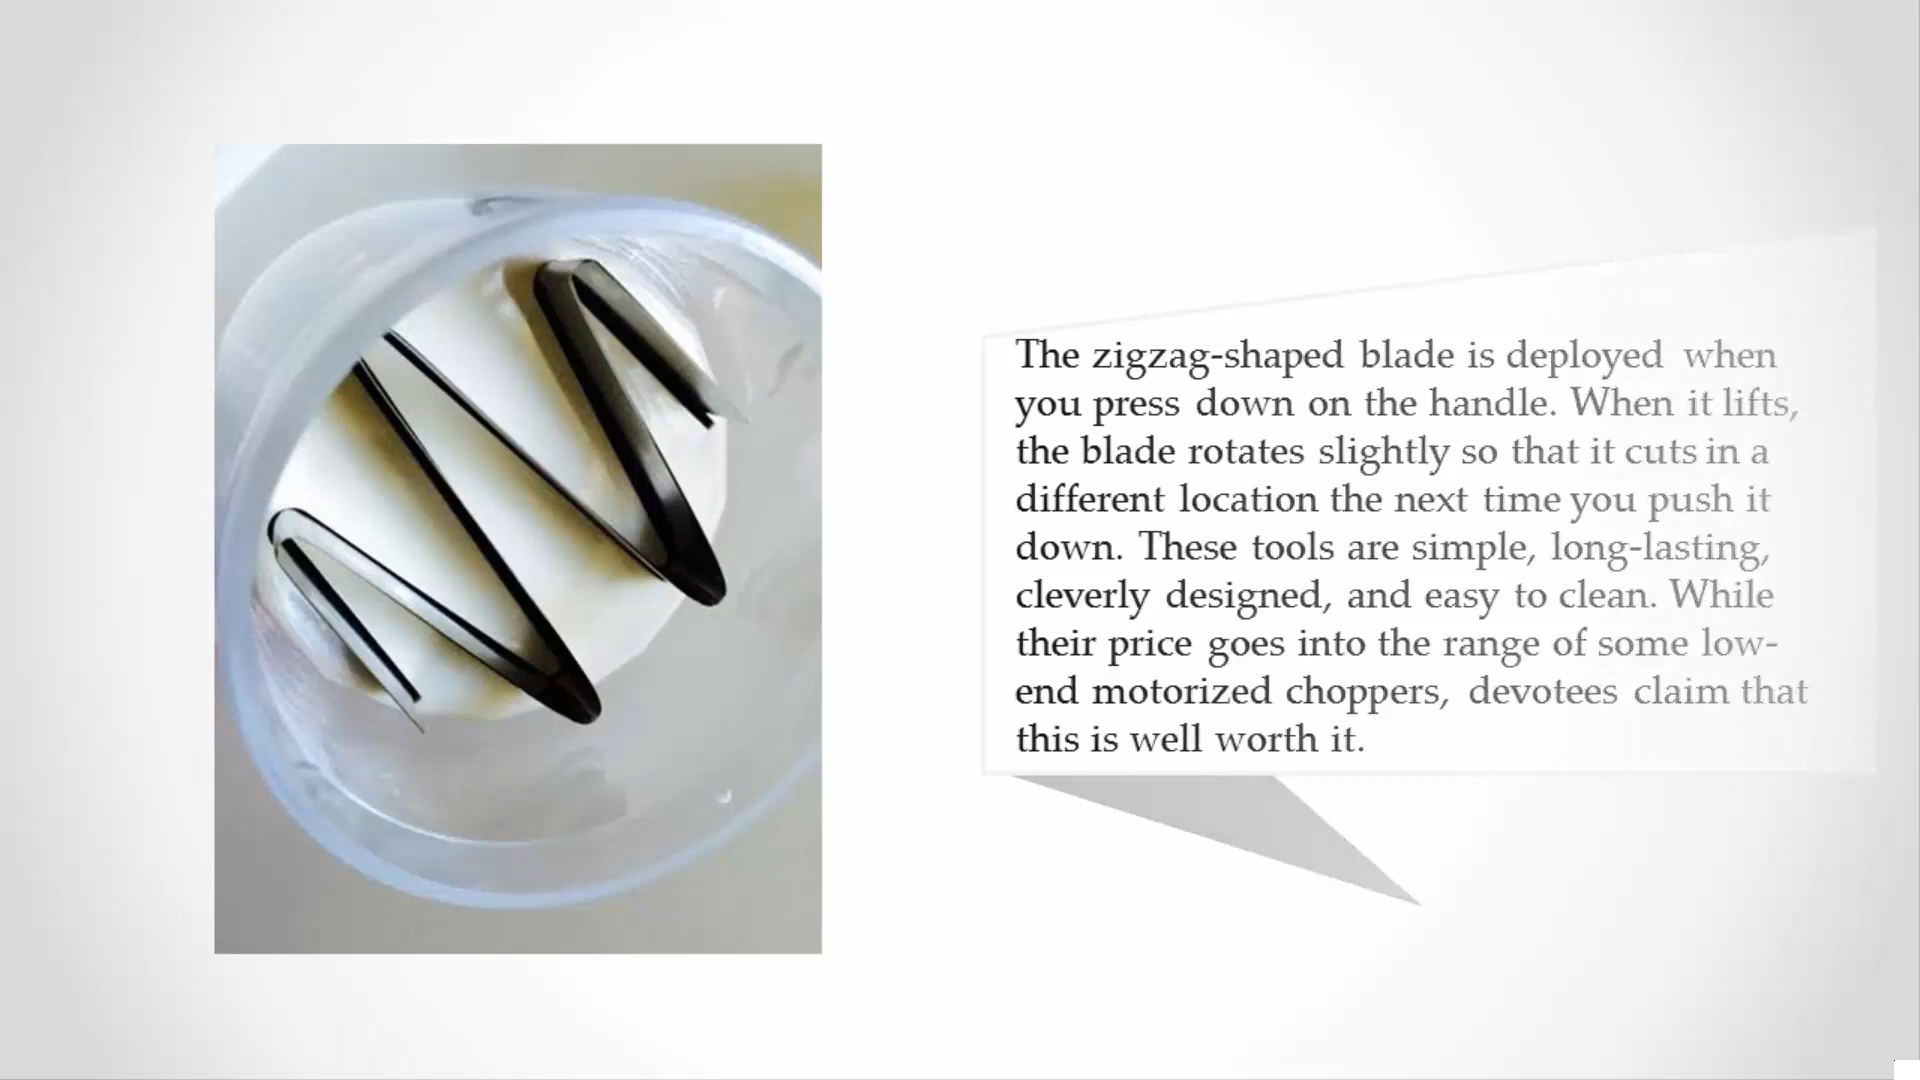 The zigzag-shaped blade is deployed when
you press down on the handle. When it lifts,
the blade rotates slightly so that it cuts in a
different location the next time you push it
down. These tools are simple, long-lasting,
cleverly designed, and easy to clean. While
their price goes into the range of some low-
end motorized choppers, devotees claim that
this is well worth it.